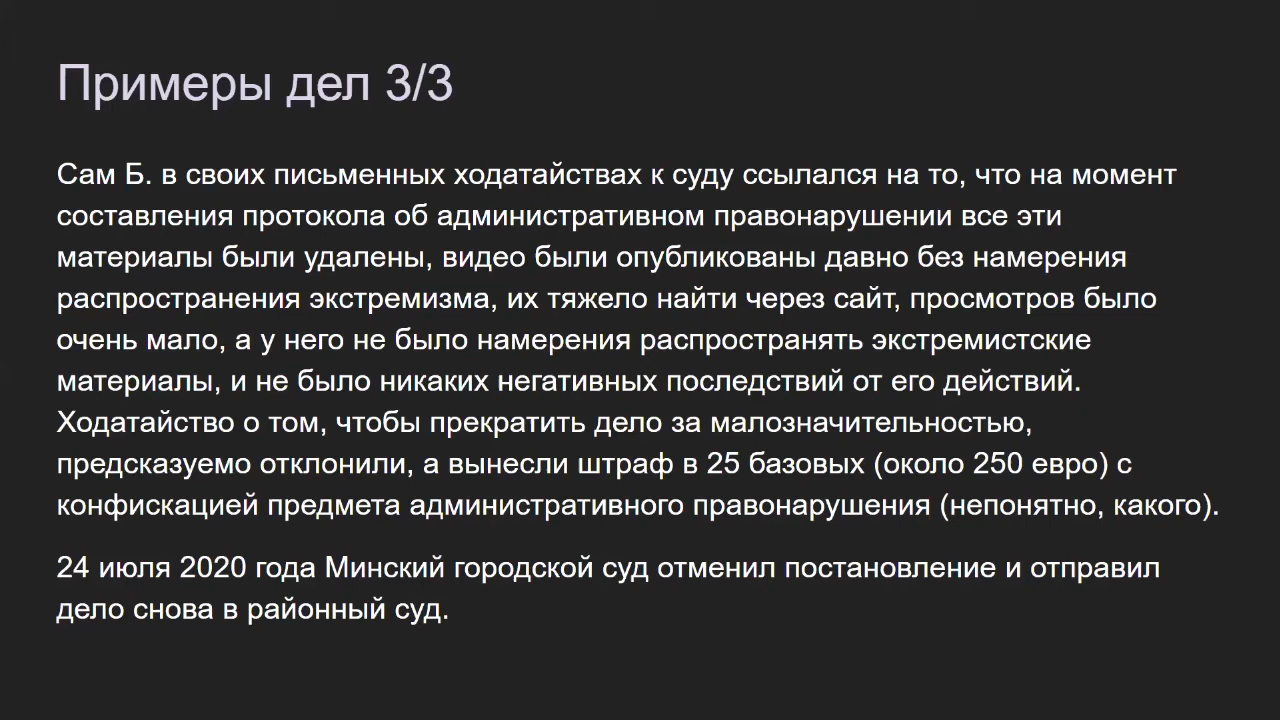 Примеры дел 3/3
Сам Б. в своих письменных ходатайствах к суду ссылался на то, что на момент
составления протокола об административном правонарушении все эти
материалы были удалены, видео были опубликованы давно без намерения
распространения экстремизма, их тяжело найти через сайт, просмотров было
очень мало, а у него не было намерения распространять экстремистские
материалы, и не было никаких негативных последствий от его действий.
Ходатайство о том, чтобы прекратить дело за малозначительностью,
предсказуемо отклонили, а вынесли штраф в 25 базовых (около 250 евро) с
конфискацией предмета административного правонарушения (непонятно, какого).
24 июля 2020 года Минский городской суд отменил постановление и отправил
дело снова в районный суд.